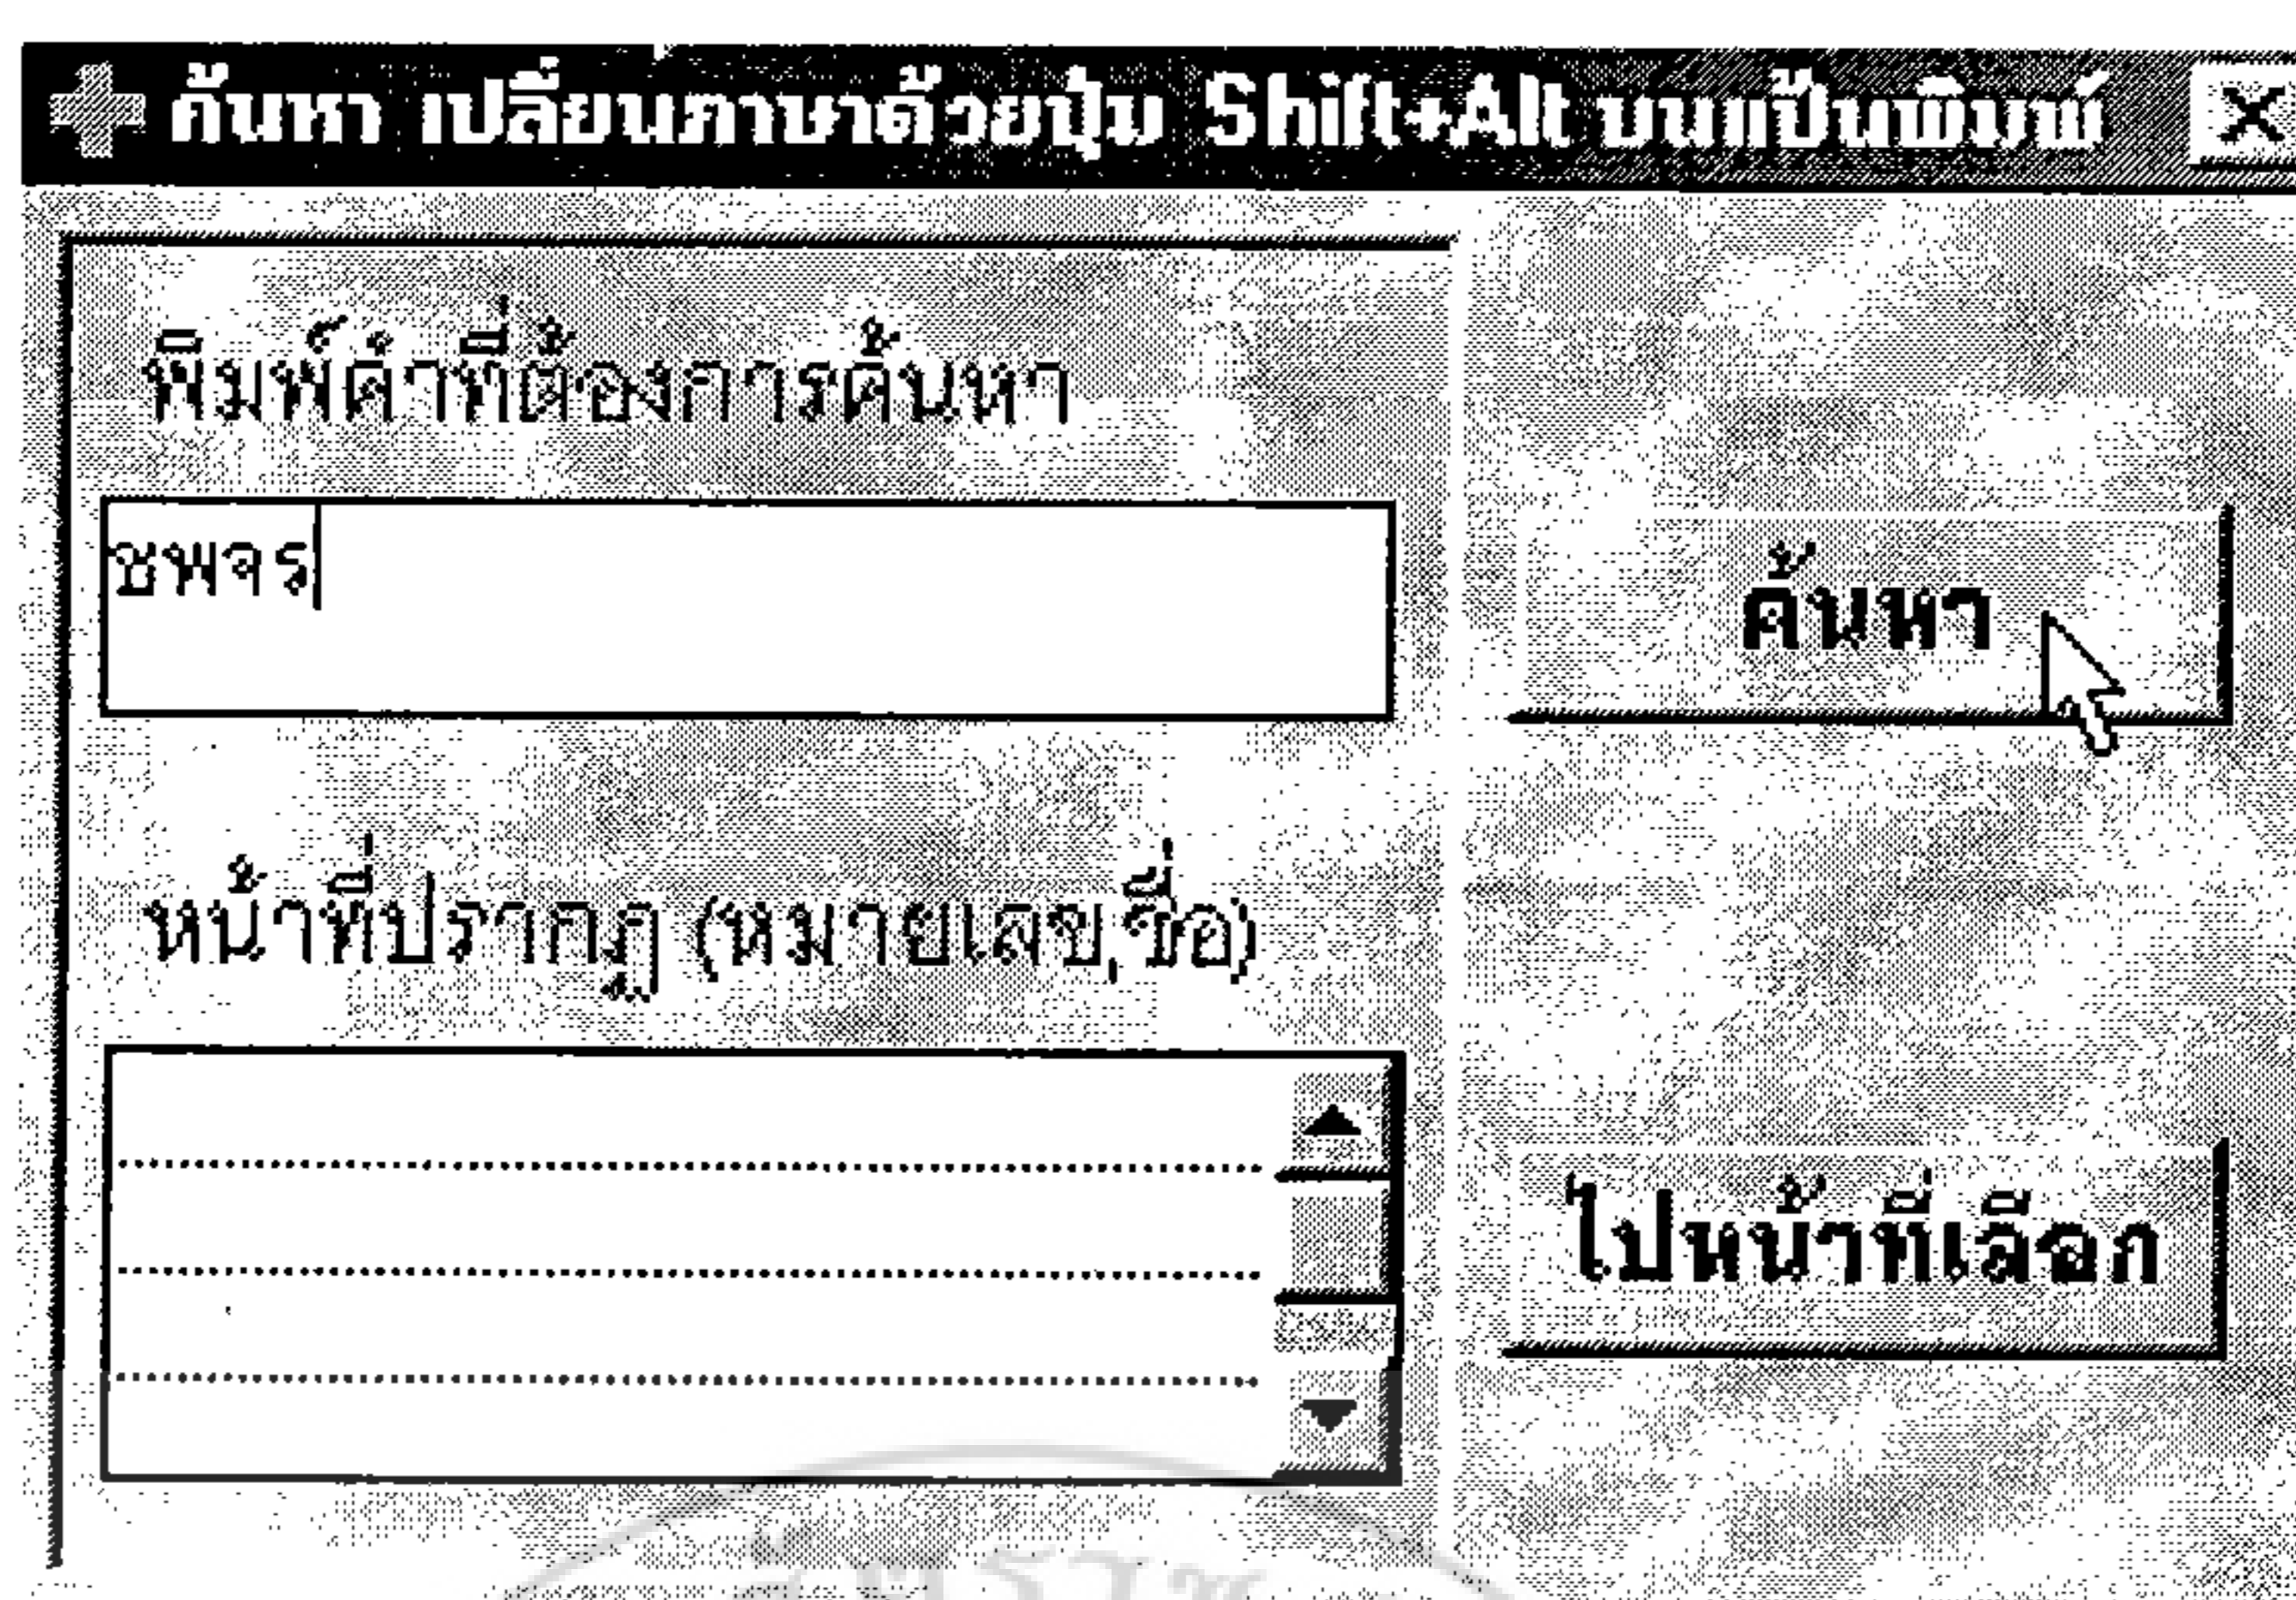 ค้นหา เปลี่ยนภาษาด้วยปุ่ม Shift+Alt บนแป้นพิมพ์
พิมพ์คำที่ต้องการค้นหา
ชพจร
ค้นหา
หน้าที่ปรากฏ (หมายเลข,ชื่อ)
ไปหน้าที่เลือก